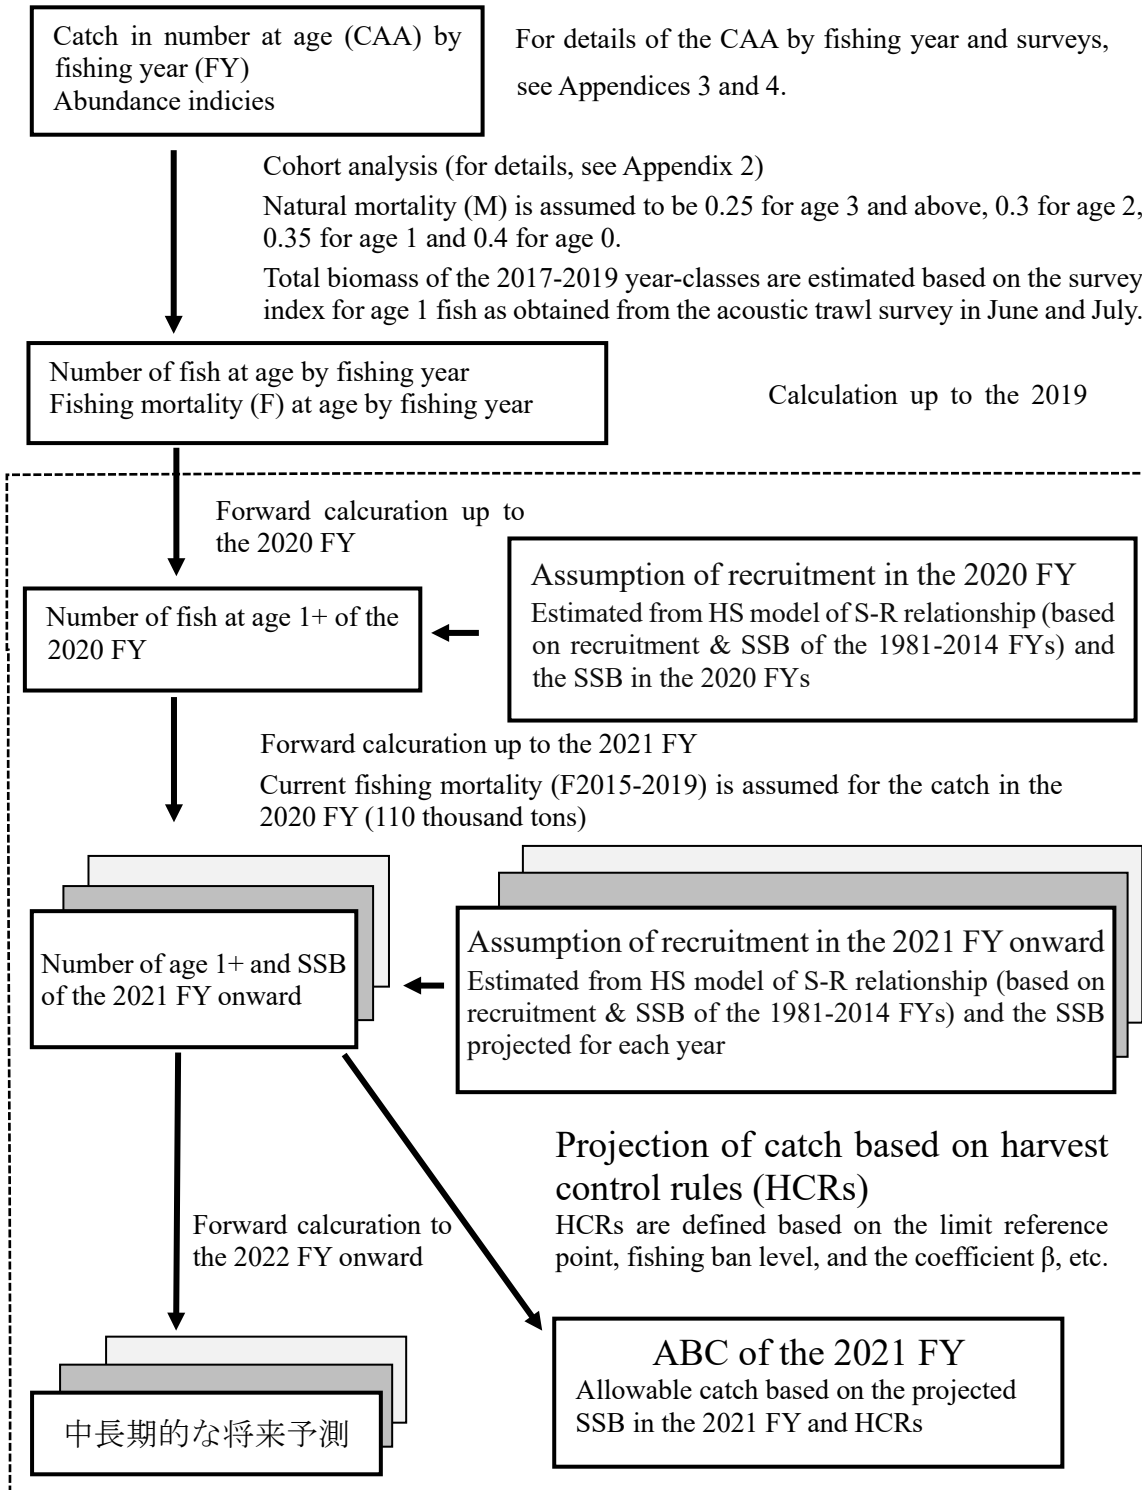 Catch in number at age (CAA) by
fishing year (FY)
Abundance indicies
For details of the CAA by fishing year and surveys,
see Appendices 3 and 4.
Cohort analysis (for details, see Appendix 2)
Natural mortality (M) is assumed to be 0.25 for age 3 and above, 0.3 for age 2,
0.35 for age 1 and 0.4 for age 0.
Total biomass of the 2017-2019 year-classes are estimated based on the survey
index for age 1 fish as obtained from the acoustic trawl survey in June and July.
Number of fish at age by fishing year
Fishing mortality (F) at age by fishing year
Calculation up to the 2019
Forward calcuration up to
the 2020 FY
Number of fish at age 1+ of the
2020 FY
Assumption of recruitment in the 2020 FY
Estimated from HS model of S-R relationship (based
on recruitment & SSB of the 1981-2014 FYs) and
the SSB in the 2020 FYs
Forward calcuration up to the 2021 FY
Current fishing mortality (F2015-2019) is assumed for the catch in the
2020 FY (110 thousand tons)
Number of age 1+ and SSB
of the 2021 FY onward
Assumption of recruitment in the 2021 FY onward
Estimated from HS model of S-R relationship (based on
recruitment & SSB of the 1981-2014 FYs) and the SSB
projected for each year
Projection of catch based on harvest
control rules (HCRs)
HCRs are defined based on the limit reference
point, fishing ban level, and the coefficient β, etc.
Forward calcuration to
the 2022 FY onward
ABC of the 2021 FY
Allowable catch based on the projected
SSB in the 2021 FY and HCRs
中長期的な将来予測